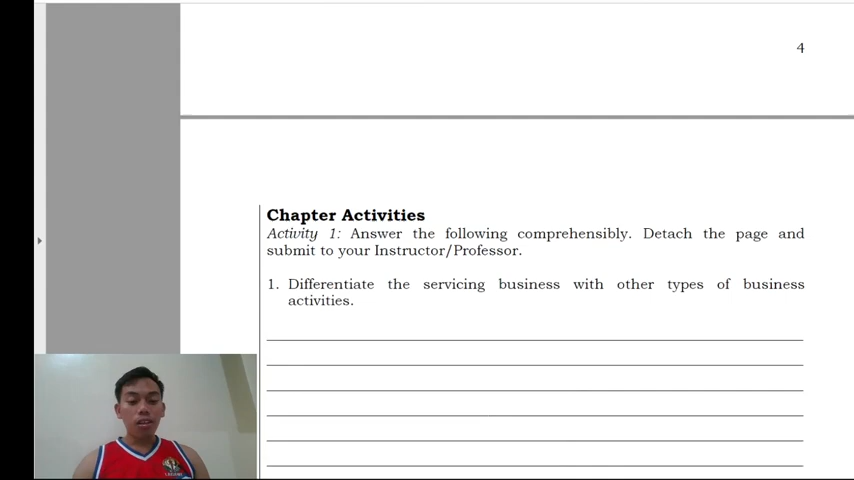 4
Chapter Activities
Activity 1: Answer the following comprehensibly. Detach the page and
submit to your Instructor/Professor.
1. Differentiate the servicing business with other types of business
activities.